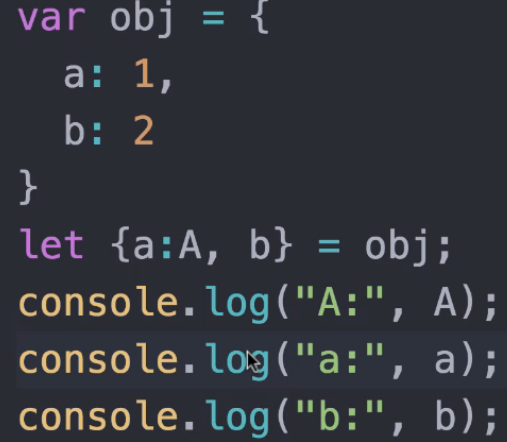 var obj = {
  a: 1,
  b: 2
}
let {a:A, b} = obj;
console.log("A:", A);
console.log("a:", a);
console.log("b:", b);